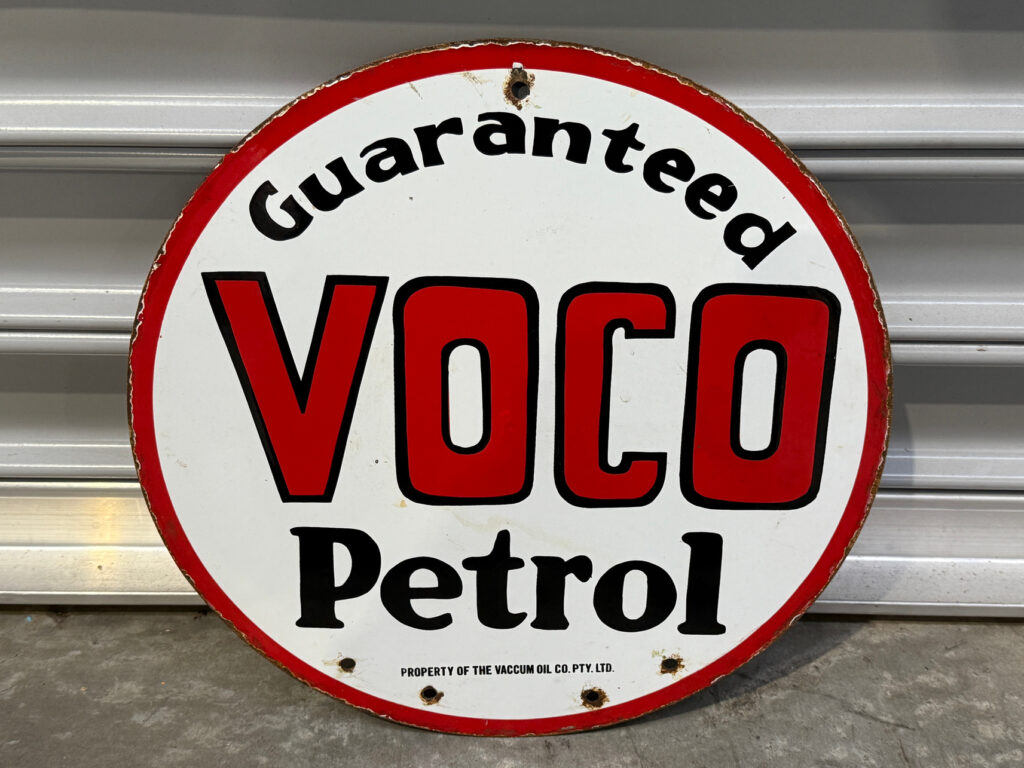 Guaranteed
VOCO
Petrol
PROPERTY OF THE VACCUM OIL CO. PTY. LTD.